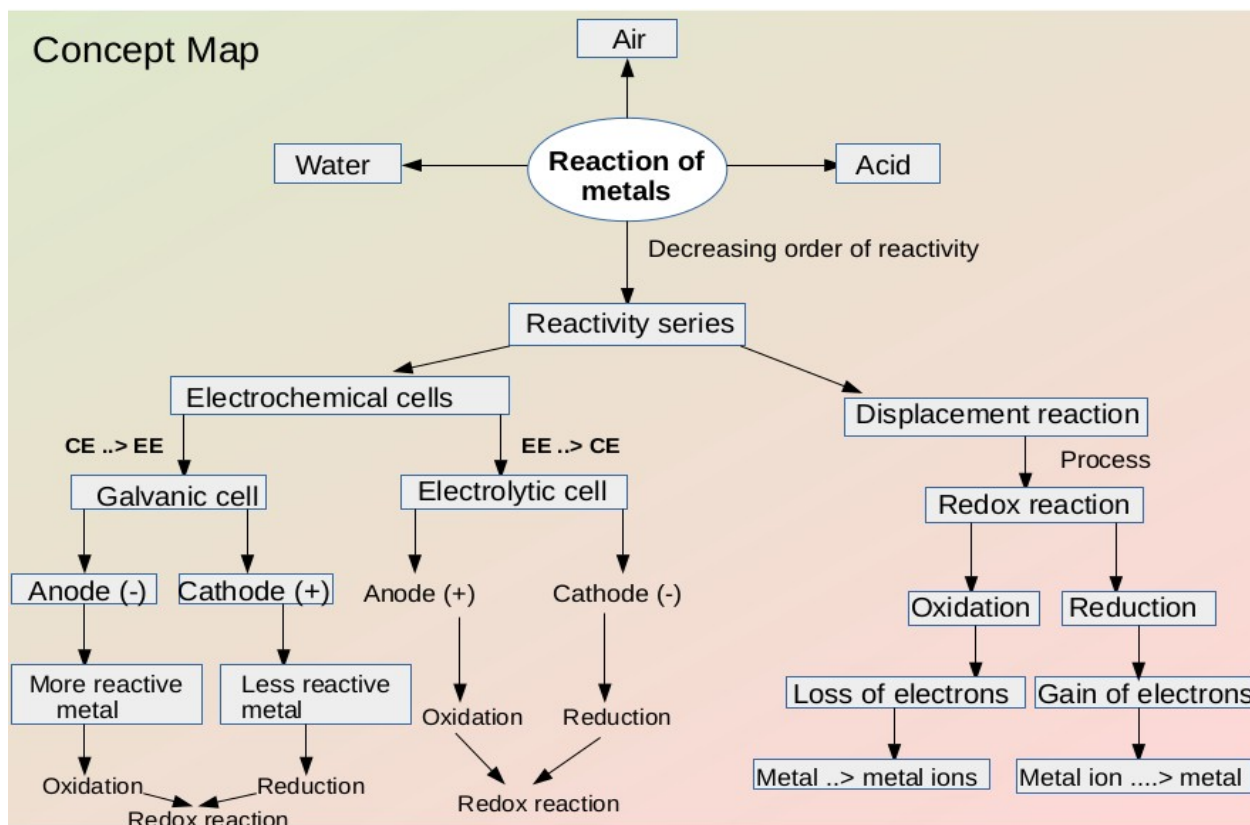 Concept Map
Air
Water
Reaction of
metals
Acid
Decreasing order of reactivity
Reactivity series
Electrochemical cells
Displacement reaction
CE ..> EE
EE ..> CE
Process
Galvanic cell
Electrolytic cell
Redox reaction
Anode (-)
Cathode (+)
Anode (+)
Cathode (-)
Oxidation
Reduction
More reactive
metal
Less reactive
metal
Oxidation
Reduction
Loss of electrons
Gain of electrons
Oxidation
Reduction
Redox reaction
Redox reaction
Metal ..> metal ions
Metal ion ....> metal